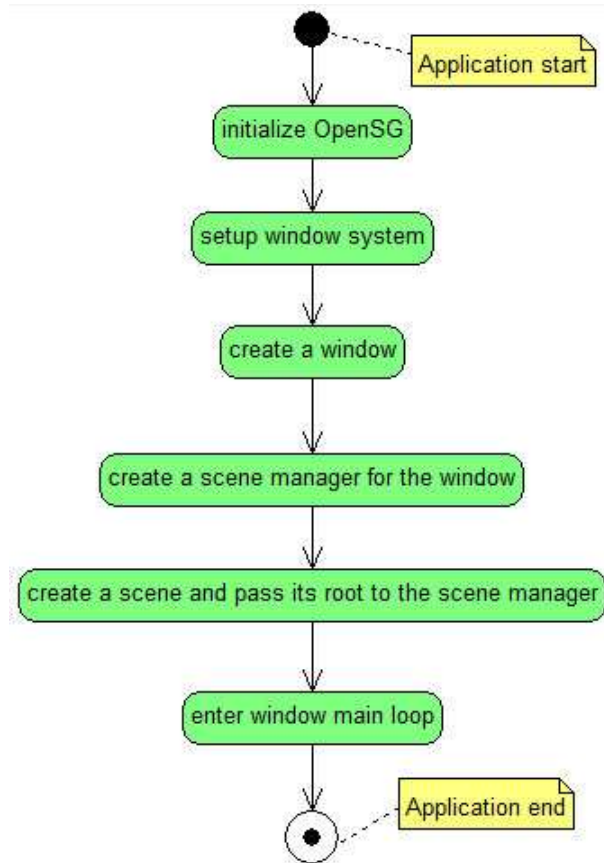 Application start
initialize OpenSG
setup window system
create a window
create a scene manager for the window
create a scene and pass its root to the scene manager
enter window main loop
Application end